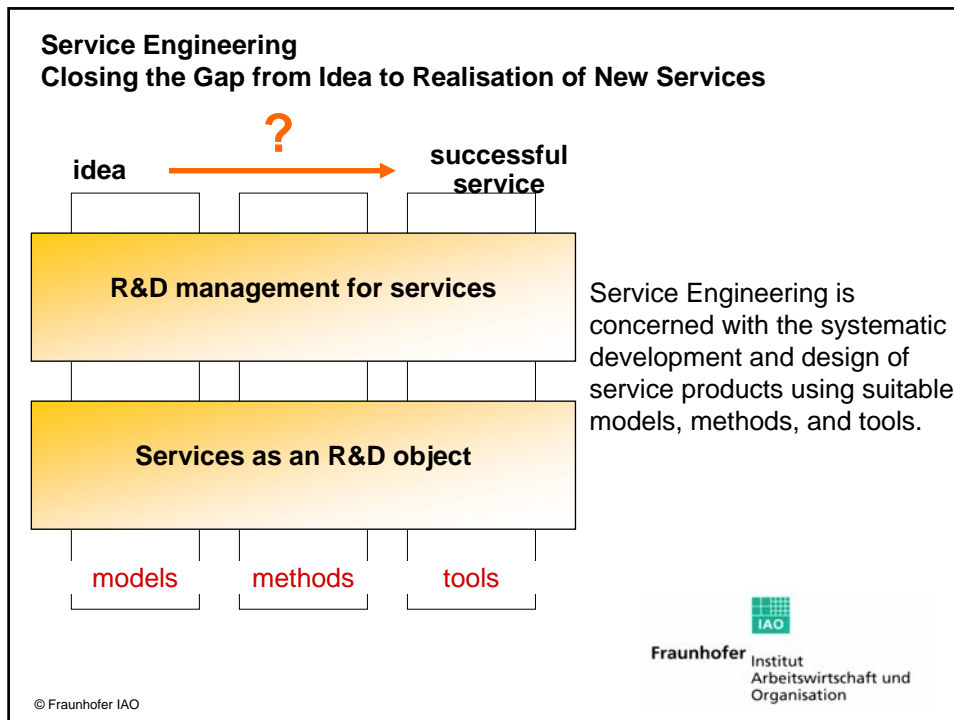 Service Engineering
Closing the Gap from Idea to Realisation of New Services
?
idea
successful
service
R&D management for services
Service Engineering is
concerned with the systematic
development and design of
service products using suitable
models, methods, and tools.
Services as an R&D object
models methods tools
IAO
Fraunhofer Institut
Arbeitswirtschaft und
Organisation
© Fraunhofer IAO